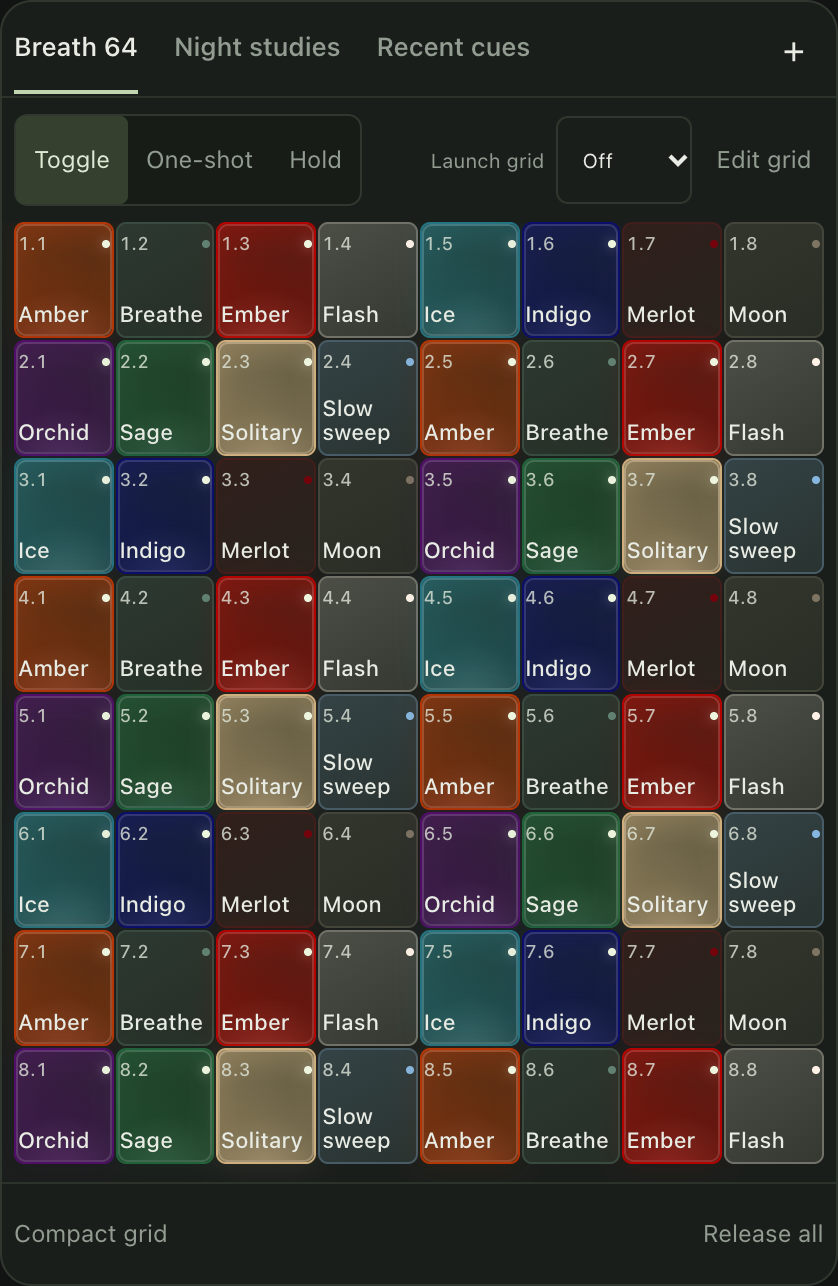 Breath 64 Night studies Recent cues +
Toggle One-shot Hold Launch grid Off Edit grid
1.1 1.2 1.3 1.4 1.5 1.6 1.7 1.8
Amber Breathe Ember Flash Ice Indigo Merlot Moon
2.1 2.2 2.3 2.4 2.5 2.6 2.7 2.8
Orchid Sage Solitary Slow sweep Amber Breathe Ember Flash
3.1 3.2 3.3 3.4 3.5 3.6 3.7 3.8
Ice Indigo Merlot Moon Orchid Sage Solitary Slow sweep
4.1 4.2 4.3 4.4 4.5 4.6 4.7 4.8
Amber Breathe Ember Flash Ice Indigo Merlot Moon
5.1 5.2 5.3 5.4 5.5 5.6 5.7 5.8
Orchid Sage Solitary Slow sweep Amber Breathe Ember Flash
6.1 6.2 6.3 6.4 6.5 6.6 6.7 6.8
Ice Indigo Merlot Moon Orchid Sage Solitary Slow sweep
7.1 7.2 7.3 7.4 7.5 7.6 7.7 7.8
Amber Breathe Ember Flash Ice Indigo Merlot Moon
8.1 8.2 8.3 8.4 8.5 8.6 8.7 8.8
Orchid Sage Solitary Slow sweep Amber Breathe Ember Flash
Compact grid Release all